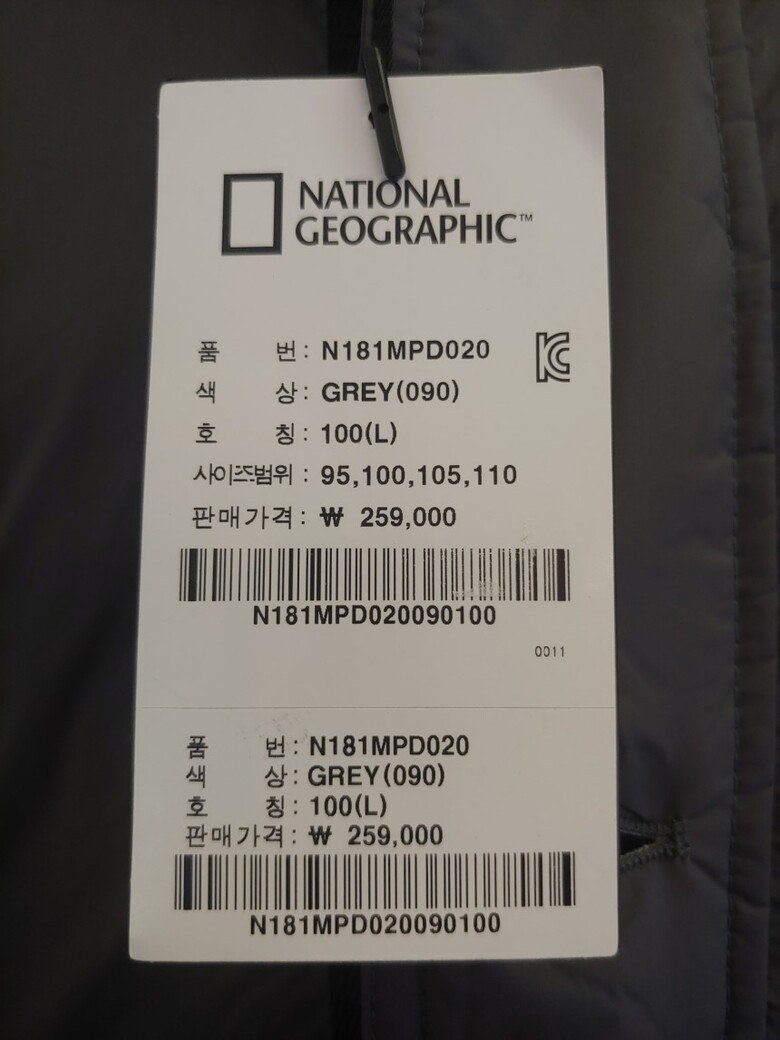 NATIONAL
GEOGRAPHIC™
품 번 : N181MPD020
색 상 : GREY(090)
호 칭 : 100(L)
사이즈범위 : 95,100,105,110
판매가격 : ₩ 259,000
N181MPD020090100
0011
품 번 : N181MPD020
색 상 : GREY(090)
호 칭 : 100(L)
판매가격 : ₩ 259,000
N181MPD020090100